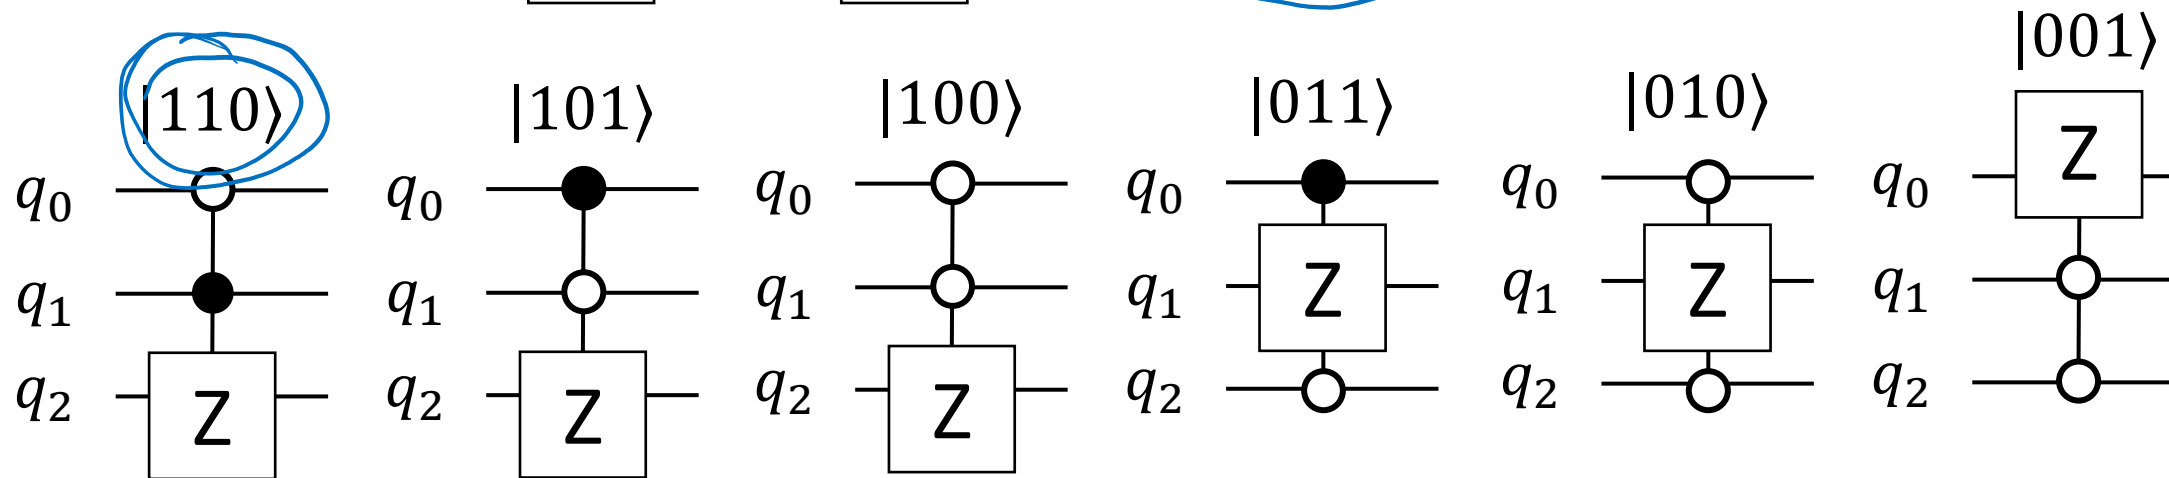 |110⟩
q₀
q₁
q₂
Z
|101⟩
q₀
q₁
q₂
Z
|100⟩
q₀
q₁
q₂
Z
|011⟩
q₀
q₁
Z
q₂
|010⟩
q₀
q₁
Z
q₂
|001⟩
q₀
Z
q₁
q₂